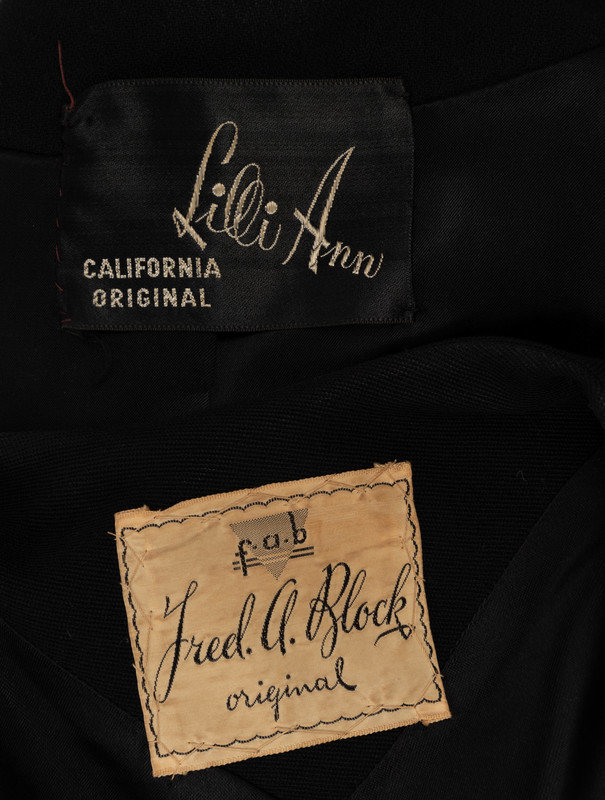 Lilli Ann
CALIFORNIA
ORIGINAL
f.a.b
Fred. A. Block
original